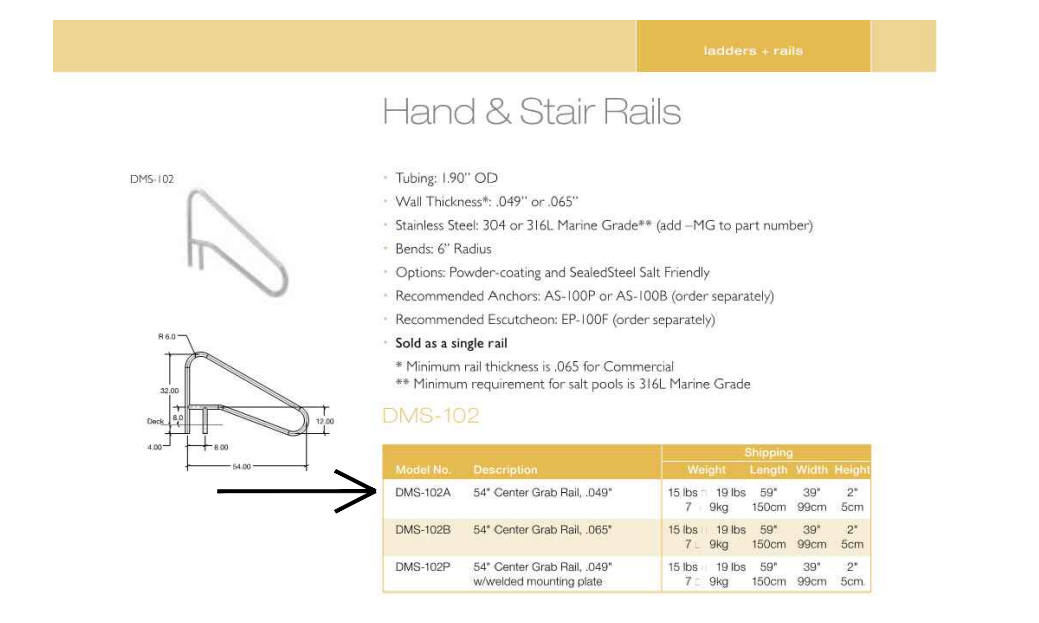 ladders + rails
Hand & Stair Rails
DMS-102
• Tubing: 1.90" OD
• Wall Thickness*: .049" or .065"
• Stainless Steel: 304 or 316L Marine Grade** (add –MG to part number)
• Bends: 6" Radius
• Options: Powder-coating and SealedSteel Salt Friendly
• Recommended Anchors: AS-100P or AS-100B (order separately)
• Recommended Escutcheon: EP-100F (order separately)
• Sold as a single rail
* Minimum rail thickness is .065 for Commercial
** Minimum requirement for salt pools is 316L Marine Grade
R 6.0
32.00
Deck 8.0
12.00
4.00 8.00
54.00
DMS-102
Shipping
Model No. Description Weight Length Width Height
DMS-102A 54" Center Grab Rail, .049" 15 lbs 19 lbs 59" 39" 2"
7 9kg 150cm 99cm 5cm
DMS-102B 54" Center Grab Rail, .065" 15 lbs 19 lbs 59" 39" 2"
7 9kg 150cm 99cm 5cm
DMS-102P 54" Center Grab Rail, .049" 15 lbs 19 lbs 59" 39" 2"
w/welded mounting plate 7 9kg 150cm 99cm 5cm.